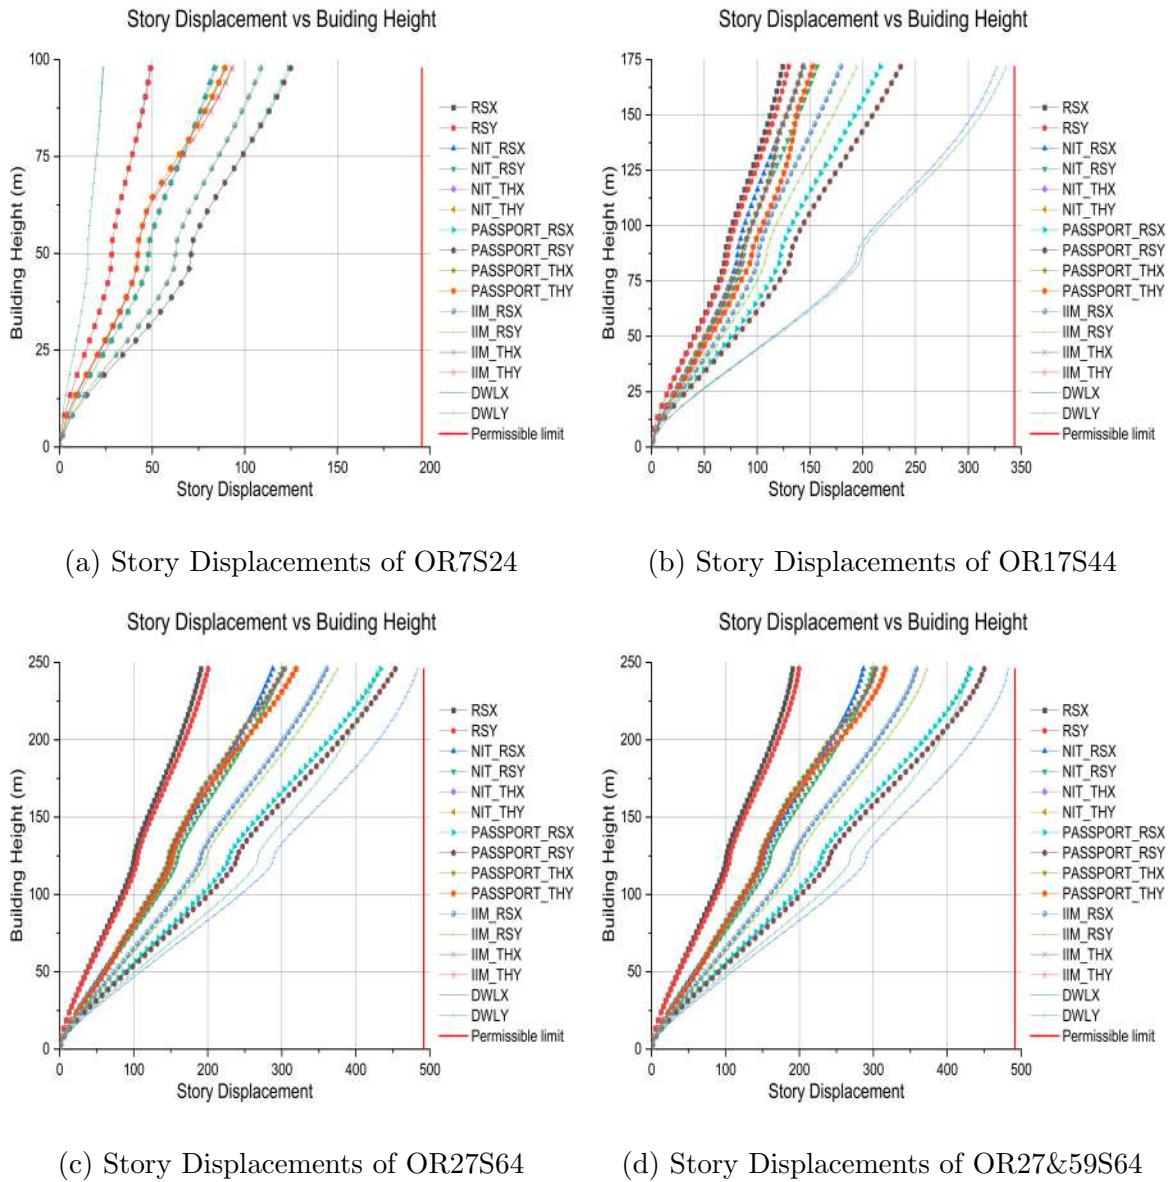 Story Displacement vs Buiding Height
100
75
50
25
0
0 50 100 150 200
Building Height (m)
Story Displacement
RSX
RSY
NIT_RSX
NIT_RSY
NIT_THX
NIT_THY
PASSPORT_RSX
PASSPORT_RSY
PASSPORT_THX
PASSPORT_THY
IIM_RSX
IIM_RSY
IIM_THX
IIM_THY
DWLX
DWLY
Permissible limit
(a) Story Displacements of OR7S24
Story Displacement vs Buiding Height
175
150
125
100
75
50
25
0
0 50 100 150 200 250 300 350
Building Height (m)
Story Displacement
RSX
RSY
NIT_RSX
NIT_RSY
NIT_THX
NIT_THY
PASSPORT_RSX
PASSPORT_RSY
PASSPORT_THX
PASSPORT_THY
IIM_RSX
IIM_RSY
IIM_THX
IIM_THY
DWLX
DWLY
Permissible limit
(b) Story Displacements of OR17S44
Story Displacement vs Buiding Height
250
200
150
100
50
0
0 100 200 300 400 500
Building Height (m)
Story Displacement
RSX
RSY
NIT_RSX
NIT_RSY
NIT_THX
NIT_THY
PASSPORT_RSX
PASSPORT_RSY
PASSPORT_THX
PASSPORT_THY
IIM_RSX
IIM_RSY
IIM_THX
IIM_THY
DWLX
DWLY
Permissible limit
(c) Story Displacements of OR27S64
Story Displacement vs Buiding Height
250
200
150
100
50
0
0 100 200 300 400 500
Building Height (m)
Story Displacement
RSX
RSY
NIT_RSX
NIT_RSY
NIT_THX
NIT_THY
PASSPORT_RSX
PASSPORT_RSY
PASSPORT_THX
PASSPORT_THY
IIM_RSX
IIM_RSY
IIM_THX
IIM_THY
DWLX
DWLY
Permissible limit
(d) Story Displacements of OR27&59S64